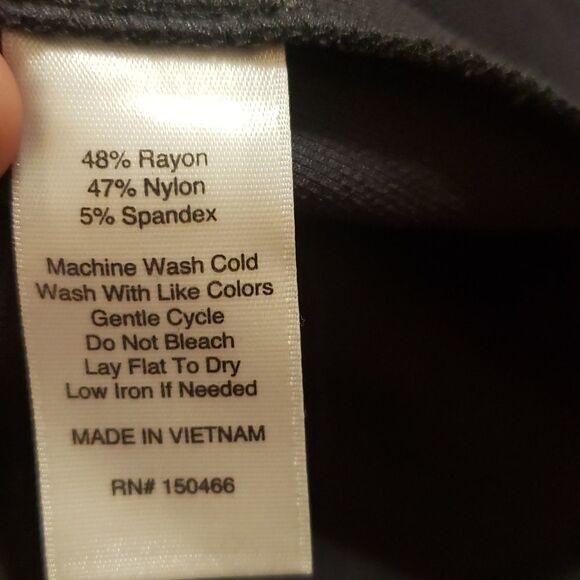 48% Rayon
47% Nylon
5% Spandex
Machine Wash Cold
Wash With Like Colors
Gentle Cycle
Do Not Bleach
Lay Flat To Dry
Low Iron If Needed
MADE IN VIETNAM
RN# 150466